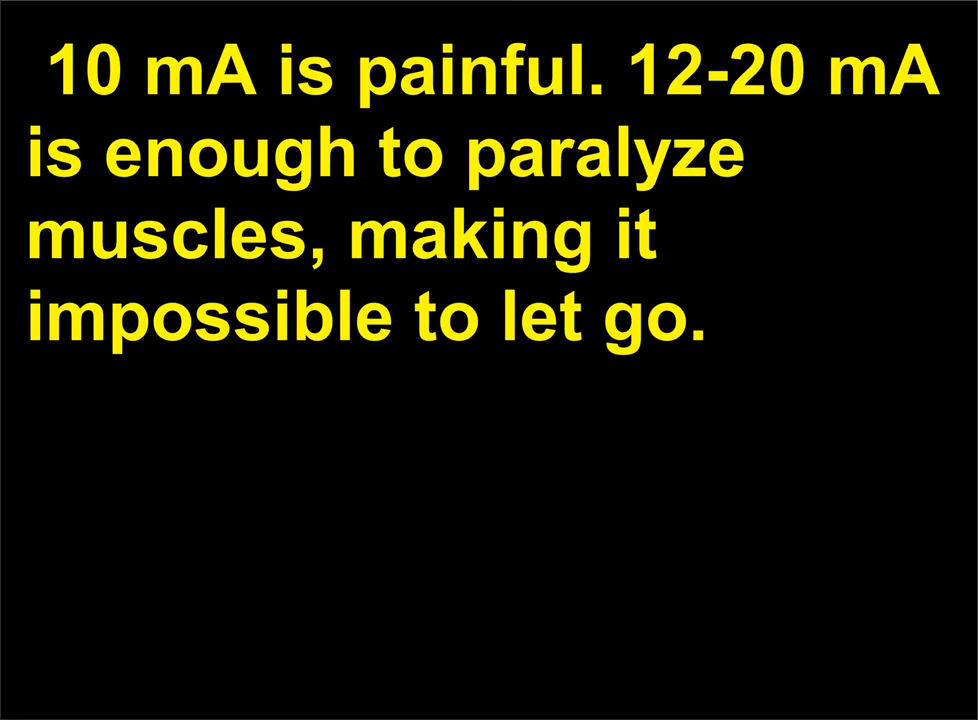 10 mA is painful. 12-20 mA
is enough to paralyze
muscles, making it
impossible to let go.